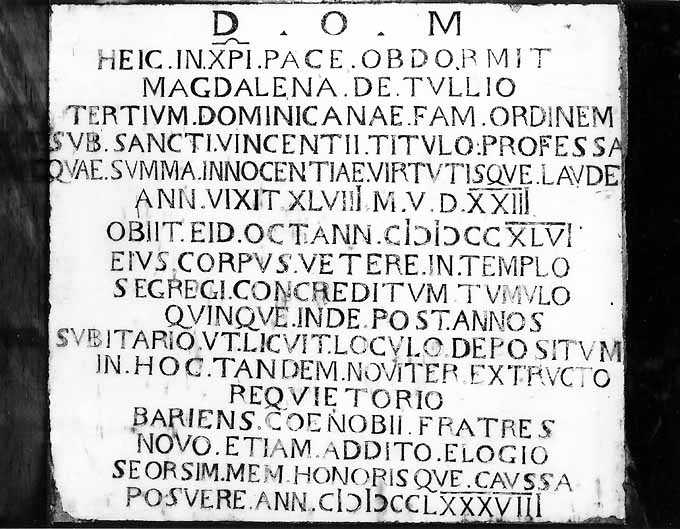 D . O . M
HEIC.IN.XPI.PACE.OBDORMIT
MAGDALENA.DE.TVLLIO
TERTIVM.DOMINICANAE.FAM.ORDINEM
SVB.SANCTI.VINCENTII.TITVLO.PROFESSA
QVAE.SVMMA.INNOCENTIAE.VIRTVTISQVE.LAVDE
ANN.VIXIT.XLVIII.M.V.D.XXIII
OBIIT.EID.OCT.ANN.CIƆIƆCCXLVI
EIVS.CORPVS.VETERE.IN.TEMPLO
SEGREGI.CONCREDITVM.TVMVLO
QVINQVE.INDE.POST.ANNOS
SVBITARIO.VT.LICVIT.LOCVLO.DEPOSITVM
IN.HOC.TANDEM.NOVITER.EXTRVCTO
REQVIETORIO
BARIENS.COENOBII.FRATRES
NOVO.ETIAM.ADDITO.ELOGIO
SEORSIM.MEM.HONORISQVE.CAVSSA
POSVERE.ANN.CIƆIƆCCLXXXVIII